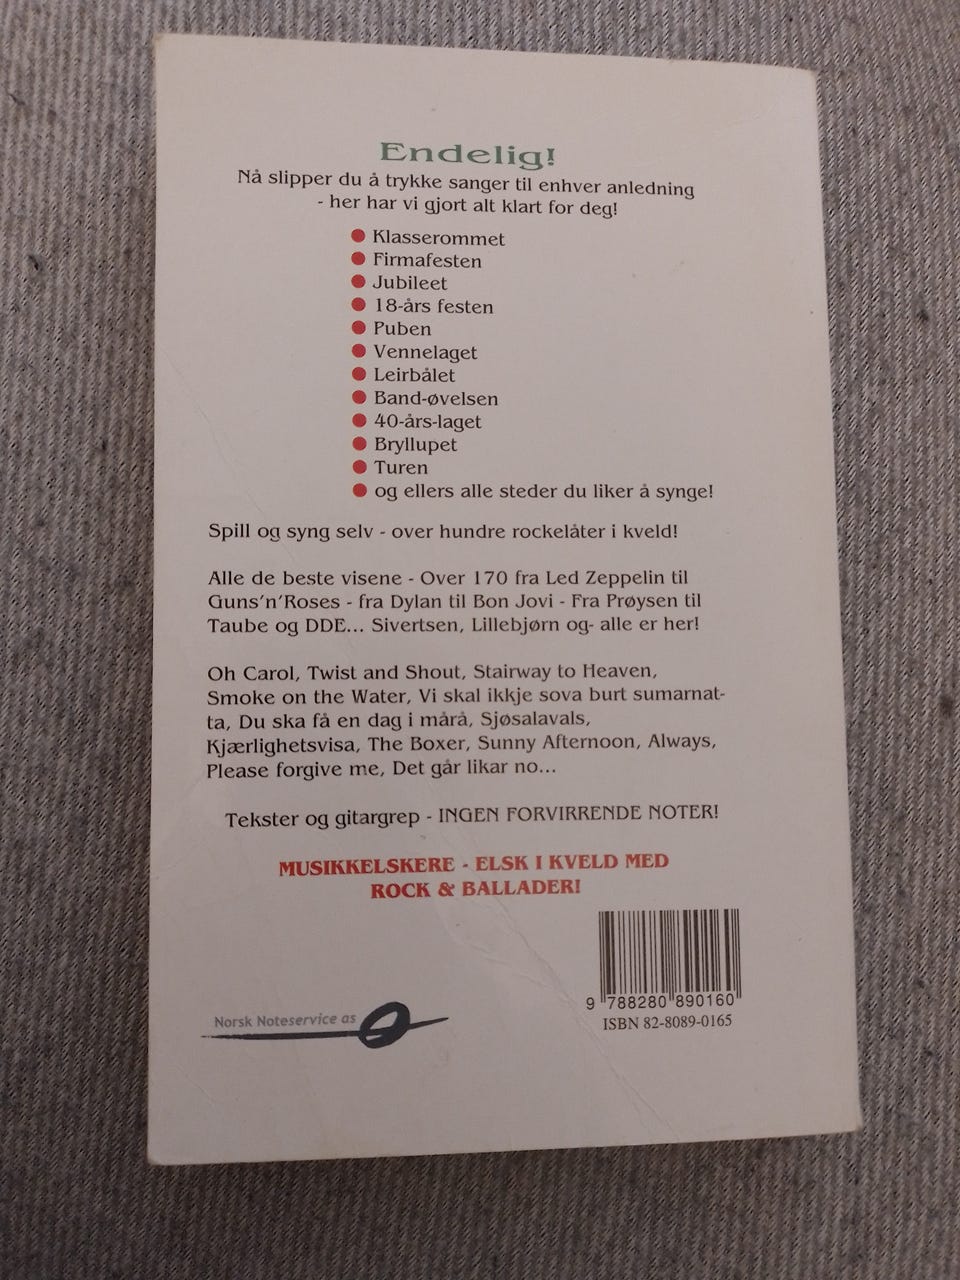 Endelig!
Nå slipper du å trykke sanger til enhver anledning
- her har vi gjort alt klart for deg!
● Klasserommet
● Firmafesten
● Jubileet
● 18-års festen
● Puben
● Vennelaget
● Leirbålet
● Band-øvelsen
● 40-års-laget
● Bryllupet
● Turen
● og ellers alle steder du liker å synge!
Spill og syng selv - over hundre rockelåter i kveld!
Alle de beste visene - Over 170 fra Led Zeppelin til
Guns'n'Roses - fra Dylan til Bon Jovi - Fra Prøysen til
Taube og DDE... Sivertsen, Lillebjørn og- alle er her!
Oh Carol, Twist and Shout, Stairway to Heaven,
Smoke on the Water, Vi skal ikkje sova burt sumarnat-
ta, Du ska få en dag i mårå, Sjøsalavals,
Kjærlighetsvisa, The Boxer, Sunny Afternoon, Always,
Please forgive me, Det går likar no...
Tekster og gitargrep - INGEN FORVIRRENDE NOTER!
MUSIKKELSKERE - ELSK I KVELD MED
ROCK & BALLADER!
Norsk Noteservice as
9 788280 890160
ISBN 82-8089-0165